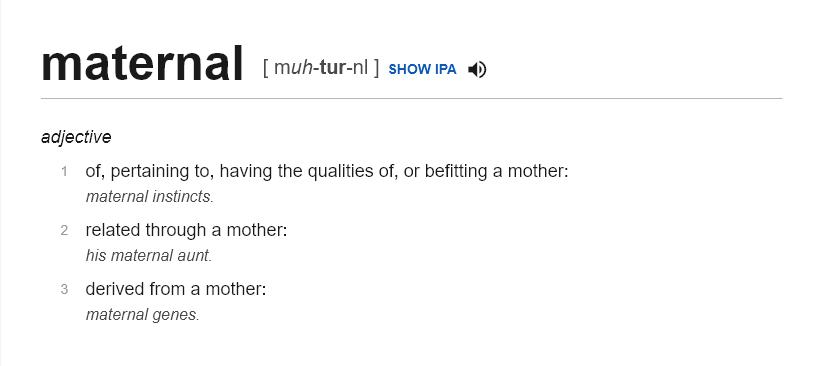 maternal [ muh-tur-nl ] SHOW IPA
adjective
1 of, pertaining to, having the qualities of, or befitting a mother:
maternal instincts.
2 related through a mother:
his maternal aunt.
3 derived from a mother:
maternal genes.